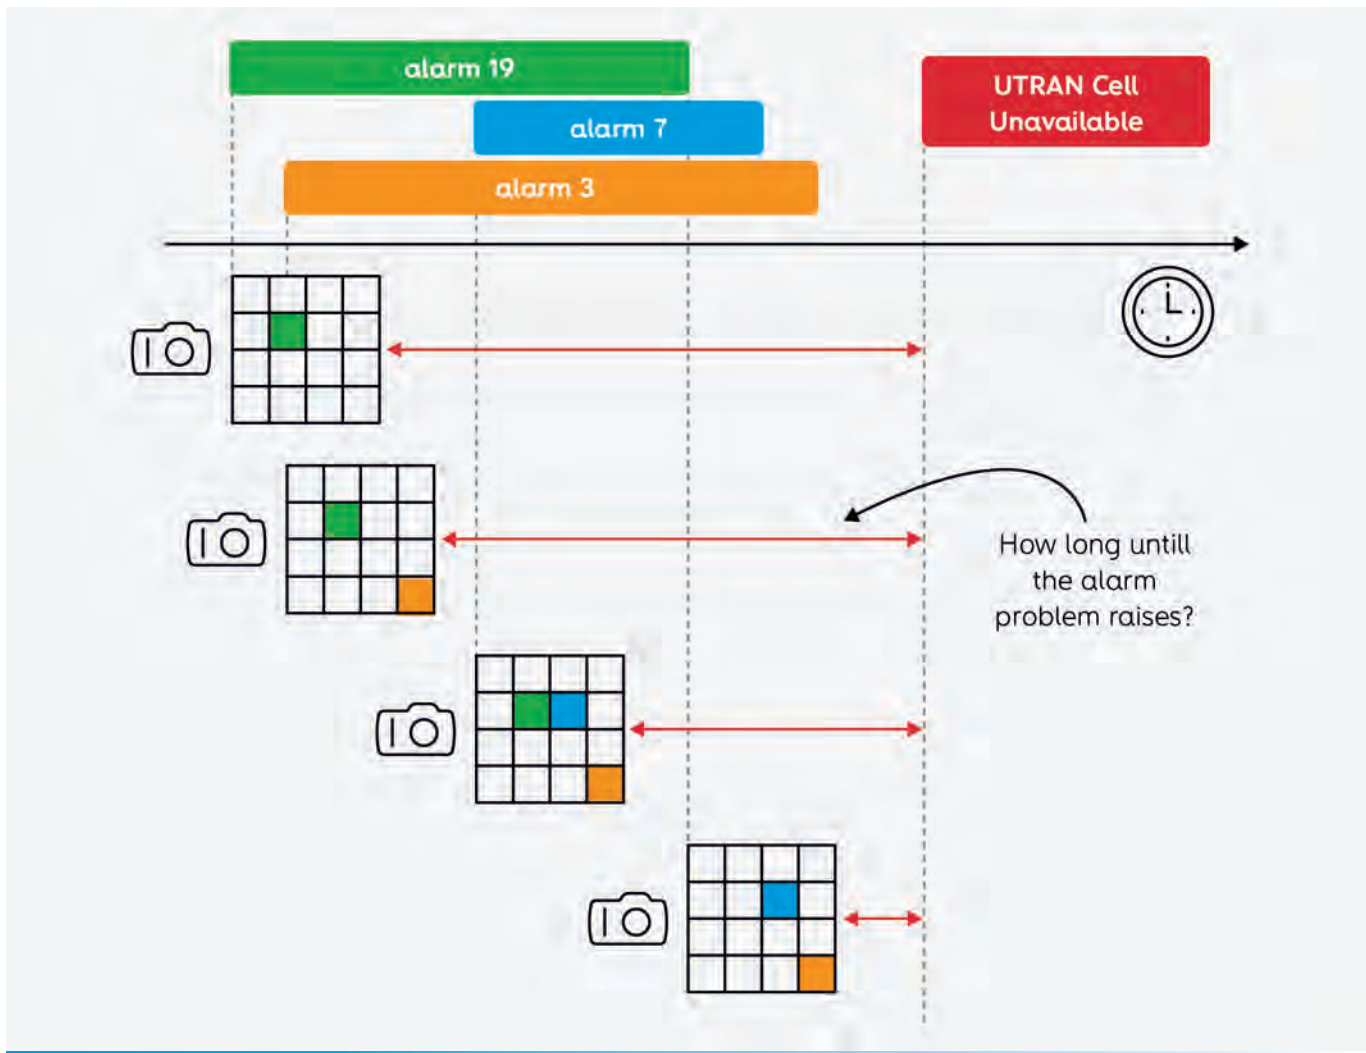 alarm 19
UTRAN Cell
Unavailable
alarm 7
alarm 3
How long untill
the alarm
problem raises?